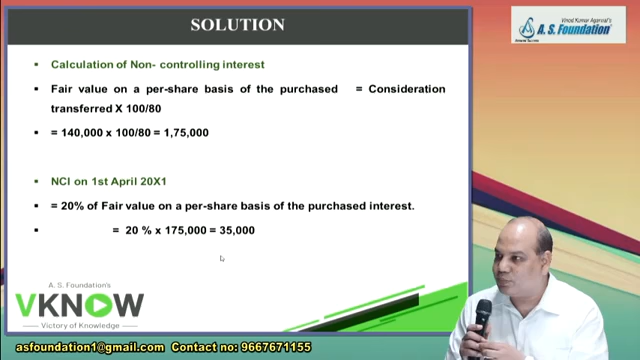 SOLUTION
Vinod Kumar Agarwal's
A. S. Foundation
Calculation of Non- controlling interest
Fair value on a per-share basis of the purchased = Consideration
transferred X 100/80
= 140,000 x 100/80 = 1,75,000
NCI on 1st April 20X1
= 20% of Fair value on a per-share basis of the purchased interest.
= 20 % x 175,000 = 35,000
A. S. Foundation's
VKNOW
Victory of Knowledge
asfoundation1@gmail.com Contact no: 9667671155